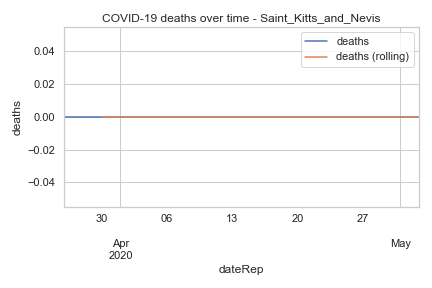 COVID-19 deaths over time - Saint_Kitts_and_Nevis
deaths
deaths (rolling)
0.04
0.02
0.00
−0.02
−0.04
deaths
30 06 13 20 27
Apr May
2020
dateRep